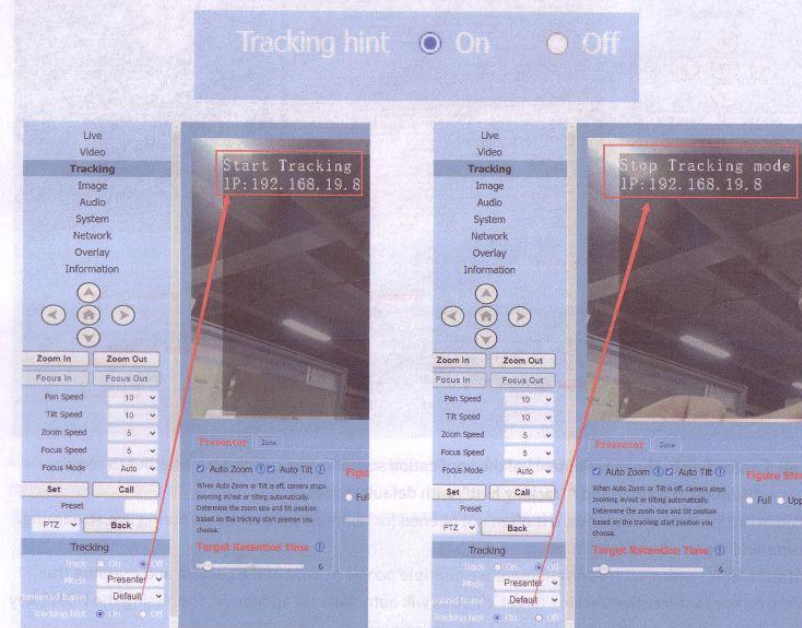 Tracking hint On Off
Live
Video
Tracking
Image
Audio
System
Network
Overlay
Information
Zoom In Zoom Out
Focus In Focus Out
Pan Speed 10
Tilt Speed 10
Zoom Speed 5
Focus Speed 5
Focus Mode Auto
Set Call
Preset
PTZ Back
Tracking
Track On Off
Mode Presenter
frame Default
Tracking hint On Off
Start Tracking
IP:192.168.19.8
Presenter Zone
Auto Zoom Auto Tilt
When Auto Zoom or Tilt is off, camera stops
zooming in/out or tilting automatically.
Determine the zoom size and tilt position
based on the tracking start position you
choose.
Target Retention Time
6
Figu
Ful
Live
Video
Tracking
Image
Audio
System
Network
Overlay
Information
Zoom In Zoom Out
Focus In Focus Out
Pan Speed 10
Tilt Speed 10
Zoom Speed 5
Focus Speed 5
Focus Mode Auto
Set Call
Preset
PTZ Back
Tracking
Track On Off
Mode Presenter
frame Default
Tracking hint On Off
Stop Tracking mode
IP:192.168.19.8
Presenter Zone
Auto Zoom Auto Tilt
When Auto Zoom or Tilt is off, camera stops
zooming in/out or tilting automatically.
Determine the zoom size and tilt position
based on the tracking start position you
choose.
Target Retention Time
6
Figure Siz
Full Upp